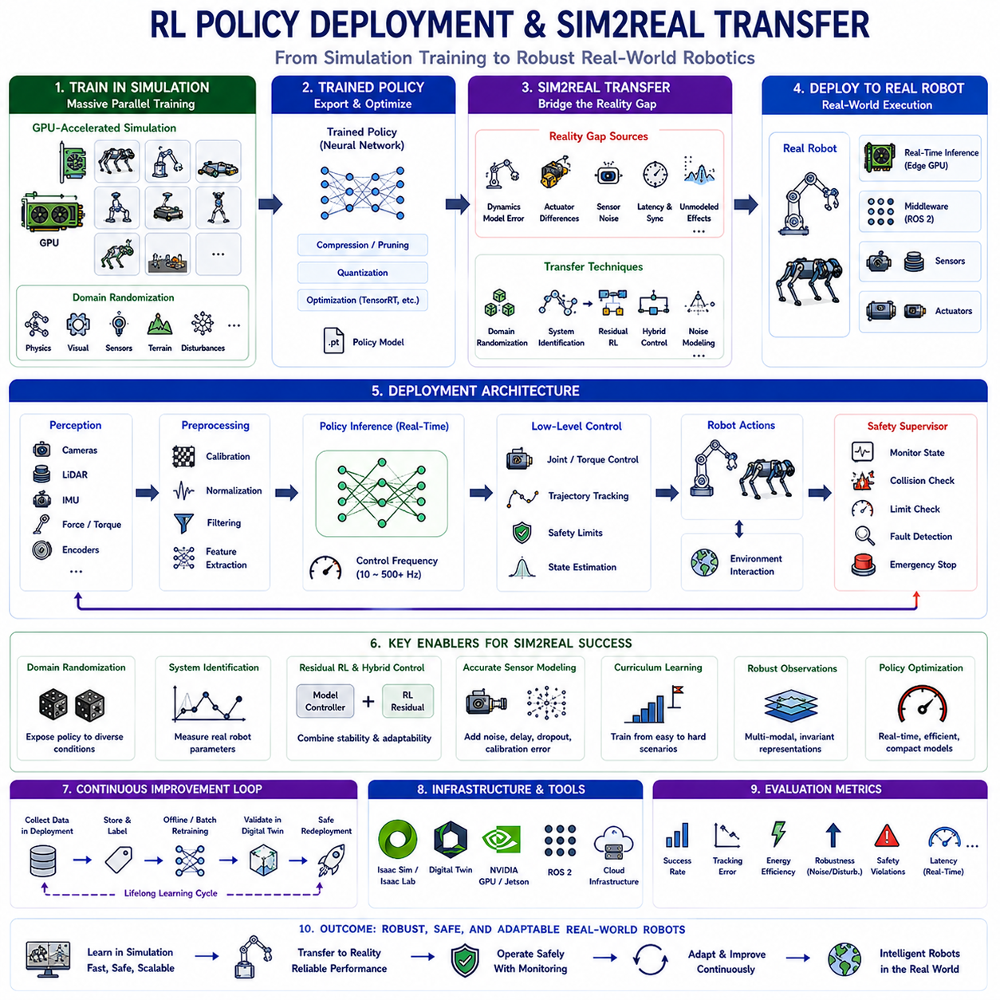 RL POLICY DEPLOYMENT & SIM2REAL TRANSFER
From Simulation Training to Robust Real-World Robotics
1. TRAIN IN SIMULATION
Massive Parallel Training
GPU-Accelerated Simulation
GPU
...
Domain Randomization
Physics
Visual
Sensors
Terrain
Disturbances
...
2. TRAINED POLICY
Export & Optimize
Trained Policy
(Neural Network)
Compression / Pruning
Quantization
Optimization (TensorRT, etc.)
.pt
Policy Model
3. SIM2REAL TRANSFER
Bridge the Reality Gap
Reality Gap Sources
Dynamics
Model Error
Actuator
Differences
Sensor
Noise
Latency &
Sync
Unmodeled
Effects
...
Transfer Techniques
Domain
Randomization
System
Identification
Residual
RL
Hybrid
Control
Noise
Modeling
...
4. DEPLOY TO REAL ROBOT
Real-World Execution
Real Robot
Real-Time Inference
(Edge GPU)
Middleware
(ROS 2)
Sensors
Actuators
5. DEPLOYMENT ARCHITECTURE
Perception
Cameras
LiDAR
IMU
Force / Torque
Encoders
...
Preprocessing
Calibration
Normalization
Filtering
Feature
Extraction
Policy Inference (Real-Time)
Control Frequency
(10 ~ 500+ Hz)
Low-Level Control
Joint / Torque Control
Trajectory Tracking
Safety Limits
State Estimation
Robot Actions
Environment
Interaction
Safety Supervisor
Monitor State
Collision Check
Limit Check
Fault Detection
Emergency Stop
6. KEY ENABLERS FOR SIM2REAL SUCCESS
Domain Randomization
Expose policy to diverse
conditions
System Identification
Measure real robot
parameters
Residual RL & Hybrid Control
Model
Controller
+
RL
Residual
Combine stability & adaptability
Accurate Sensor Modeling
Add noise, delay, dropout,
calibration error
Curriculum Learning
Train from easy to hard
scenarios
Robust Observations
Multi-modal, invariant
representations
Policy Optimization
Real-time, efficient,
compact models
7. CONTINUOUS IMPROVEMENT LOOP
Collect Data
in Deployment
Store &
Label
Offline / Batch
Retraining
Validate in
Digital Twin
Safe
Redeployment
Lifelong Learning Cycle
8. INFRASTRUCTURE & TOOLS
Isaac Sim /
Isaac Lab
Digital Twin
NVIDIA
GPU / Jetson
ROS 2
Cloud
Infrastructure
9. EVALUATION METRICS
Success
Rate
Tracking
Error
Energy
Efficiency
Robustness
(Noise/Disturb.)
Safety
Violations
Latency
(Real-Time)
...
10. OUTCOME: ROBUST, SAFE, AND ADAPTABLE REAL-WORLD ROBOTS
Learn in Simulation
Fast, Safe, Scalable
Transfer to Reality
Reliable Performance
Operate Safely
With Monitoring
Adapt & Improve
Continuously
Intelligent Robots
in the Real World